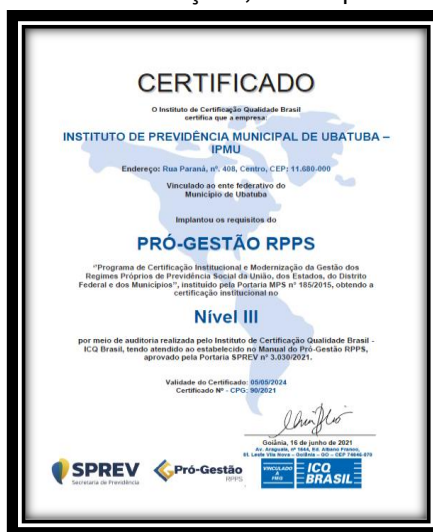 CERTIFICADO
O Instituto de Certificação Qualidade Brasil
certifica que a empresa:
INSTITUTO DE PREVIDÊNCIA MUNICIPAL DE UBATUBA –
IPMU
Endereço: Rua Paraná, nº. 408, Centro, CEP: 11.680-000
Vinculado ao ente federativo do
Município de Ubatuba
Implantou os requisitos do
PRÓ-GESTÃO RPPS
"Programa de Certificação Institucional e Modernização da Gestão dos
Regimes Próprios de Previdência Social da União, dos Estados, do Distrito
Federal e dos Municípios", instituído pela Portaria MPS nº 185/2015, obtendo a
certificação institucional no
Nível III
por meio de auditoria realizada pelo Instituto de Certificação Qualidade Brasil -
ICQ Brasil, tendo atendido ao estabelecido no Manual do Pró-Gestão RPPS,
aprovado pela Portaria SPREV nº 3.030/2021.
Validade do Certificado: 05/05/2024
Certificado Nº - CPG: 90/2021
Goiânia, 16 de junho de 2021
SPREV
Secretaria de Previdência
Pró-Gestão
RPPS
VINCULADO
À
FIEG
ICQ
BRASIL